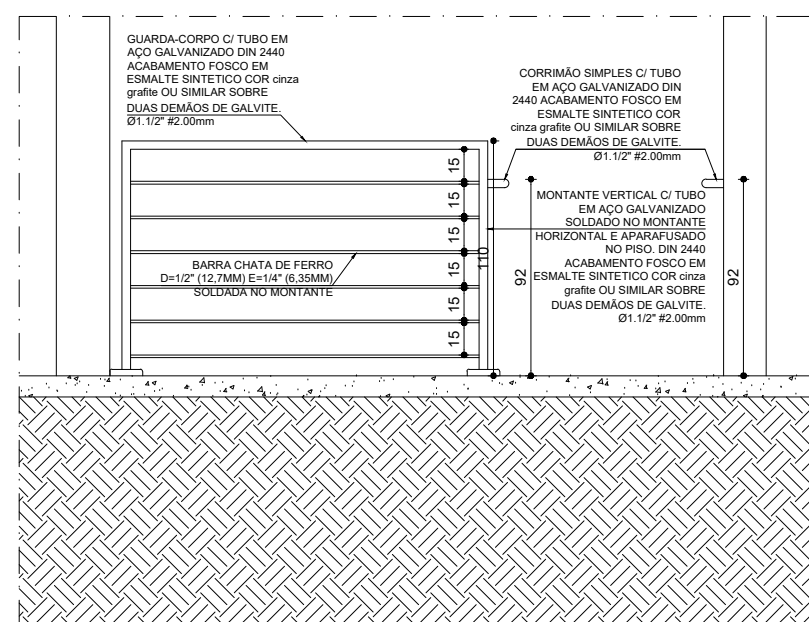 GUARDA-CORPO C/ TUBO EM
AÇO GALVANIZADO DIN 2440
ACABAMENTO FOSCO EM
ESMALTE SINTETICO COR cinza
grafite OU SIMILAR SOBRE
DUAS DEMÃOS DE GALVITE.
Ø1.1/2" #2.00mm
CORRIMÃO SIMPLES C/ TUBO
EM AÇO GALVANIZADO DIN
2440 ACABAMENTO FOSCO EM
ESMALTE SINTETICO COR
cinza grafite OU SIMILAR SOBRE
DUAS DEMÃOS DE GALVITE.
Ø1.1/2" #2.00mm
MONTANTE VERTICAL C/ TUBO
EM AÇO GALVANIZADO
SOLDADO NO MONTANTE
HORIZONTAL E APARAFUSADO
NO PISO. DIN 2440
ACABAMENTO FOSCO EM
ESMALTE SINTETICO COR cinza
grafite OU SIMILAR SOBRE
DUAS DEMÃOS DE GALVITE.
Ø1.1/2" #2.00mm
BARRA CHATA DE FERRO
D=1/2" (12,7MM) E=1/4" (6,35MM)
SOLDADA NO MONTANTE
15
15
15
15
15
15
110
92
92